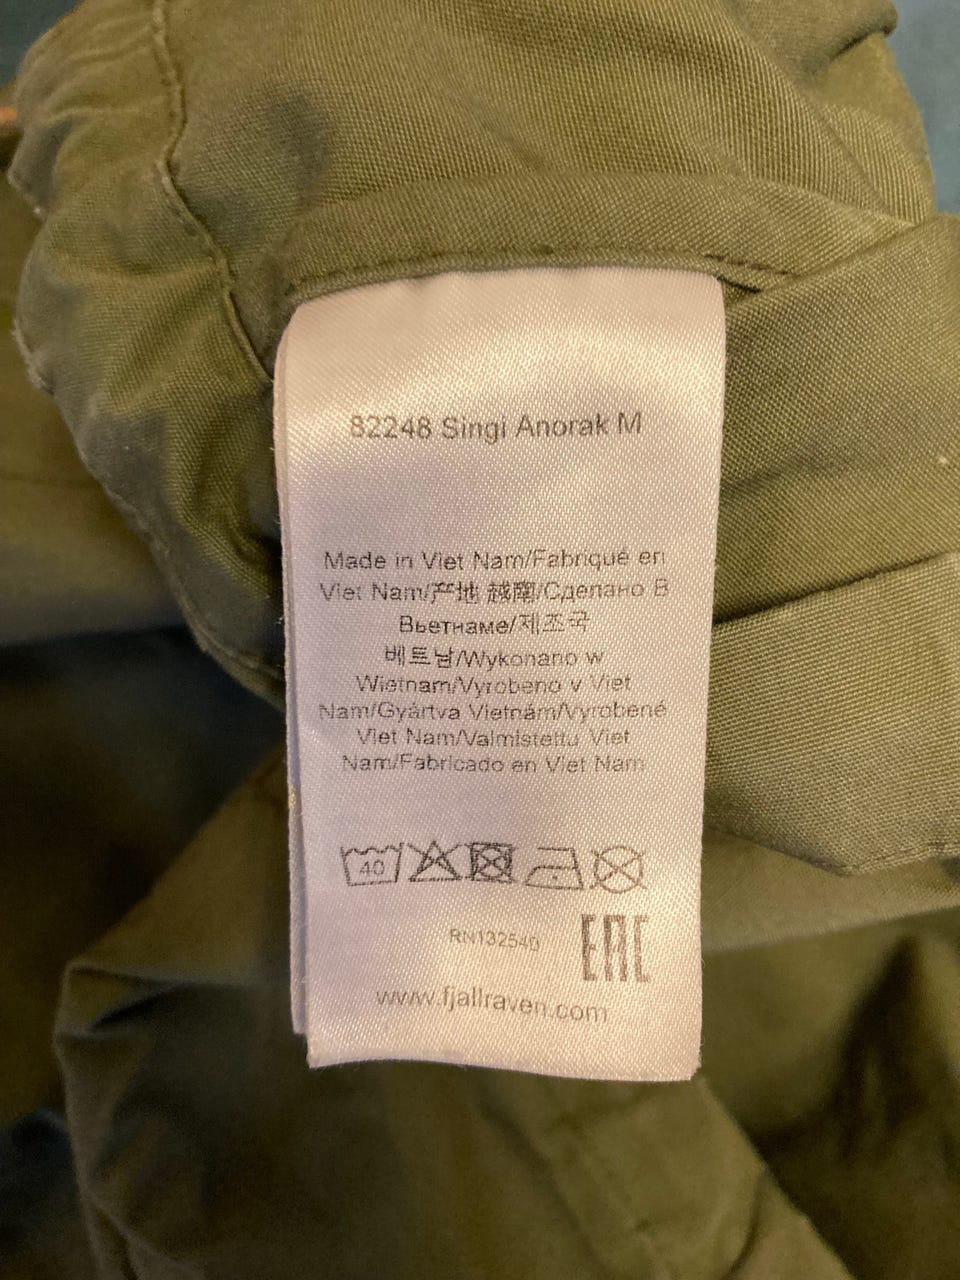 82248 Singi Anorak M
Made in Viet Nam/Fabriqué en
Viet Nam/产地 越南/Сделано В
Вьетнаме/제조국
베트남/Wykonano w
Wietnam/Vyrobeno v Viet
Nam/Gyártva Vietnám/Vyrobené
Viet Nam/Valmistettu Viet
Nam/Fabricado en Viet Nam
40
RN132540
EAC
www.fjallraven.com